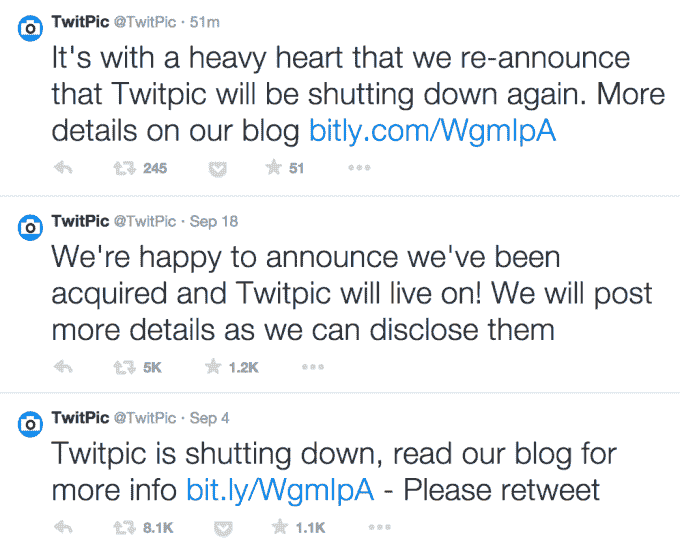 TwitPic @TwitPic · 51m
It's with a heavy heart that we re-announce
that Twitpic will be shutting down again. More
details on our blog bitly.com/WgmlpA
245 51
TwitPic @TwitPic · Sep 18
We're happy to announce we've been
acquired and Twitpic will live on! We will post
more details as we can disclose them
5K 1.2K
TwitPic @TwitPic · Sep 4
Twitpic is shutting down, read our blog for
more info bit.ly/WgmlpA - Please retweet
8.1K 1.1K